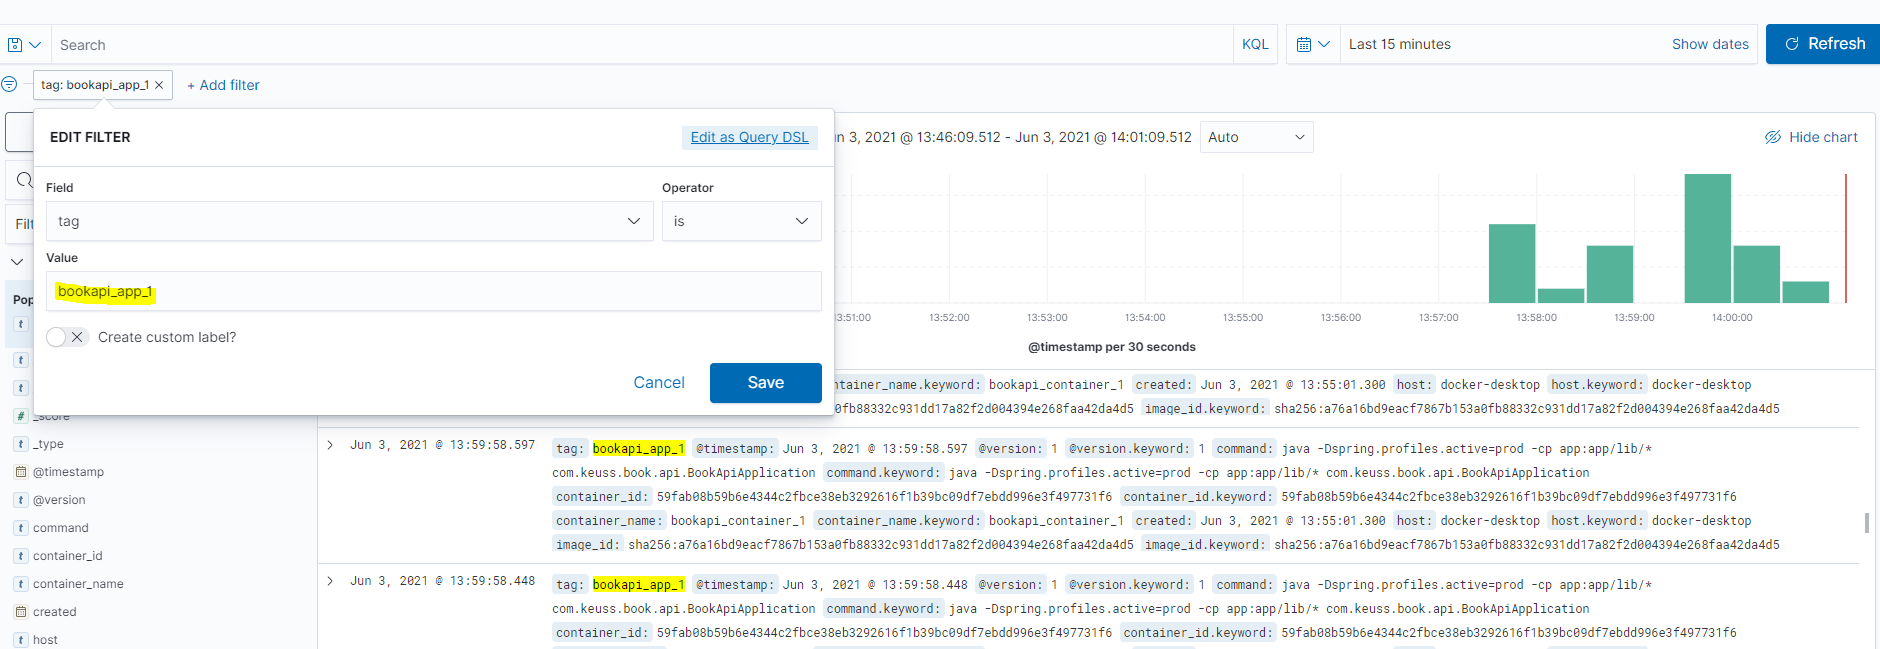 Search KQL Last 15 minutes Show dates Refresh
tag: bookapi_app_1 × + Add filter
EDIT FILTER Edit as Query DSL
n 3, 2021 @ 13:46:09.512 - Jun 3, 2021 @ 14:01:09.512 Auto Hide chart
Field Operator
tag is
Value
bookapi_app_1
Create custom label?
Cancel Save
Filt
Pop
t
t
t
# _score
t _type
@timestamp
t @version
t command
t container_id
t container_name
created
t host
13:51:00 13:52:00 13:53:00 13:54:00 13:55:00 13:56:00 13:57:00 13:58:00 13:59:00 14:00:00
@timestamp per 30 seconds
ntainer_name.keyword: bookapi_container_1 created: Jun 3, 2021 @ 13:55:01.300 host: docker-desktop host.keyword: docker-desktop
0fb88332c931dd17a82f2d004394e268faa42da4d5 image_id.keyword: sha256:a76a16bd9eacf7867b153a0fb88332c931dd17a82f2d004394e268faa42da4d5
Jun 3, 2021 @ 13:59:58.597 tag: bookapi_app_1 @timestamp: Jun 3, 2021 @ 13:59:58.597 @version: 1 @version.keyword: 1 command: java -Dspring.profiles.active=prod -cp app:app/lib/*
com.keuss.book.api.BookApiApplication command.keyword: java -Dspring.profiles.active=prod -cp app:app/lib/* com.keuss.book.api.BookApiApplication
container_id: 59fab08b59b6e4344c2fbce38eb3292616f1b39bc09df7ebdd996e3f497731f6 container_id.keyword: 59fab08b59b6e4344c2fbce38eb3292616f1b39bc09df7ebdd996e3f497731f6
container_name: bookapi_container_1 container_name.keyword: bookapi_container_1 created: Jun 3, 2021 @ 13:55:01.300 host: docker-desktop host.keyword: docker-desktop
image_id: sha256:a76a16bd9eacf7867b153a0fb88332c931dd17a82f2d004394e268faa42da4d5 image_id.keyword: sha256:a76a16bd9eacf7867b153a0fb88332c931dd17a82f2d004394e268faa42da4d5
Jun 3, 2021 @ 13:59:58.448 tag: bookapi_app_1 @timestamp: Jun 3, 2021 @ 13:59:58.448 @version: 1 @version.keyword: 1 command: java -Dspring.profiles.active=prod -cp app:app/lib/*
com.keuss.book.api.BookApiApplication command.keyword: java -Dspring.profiles.active=prod -cp app:app/lib/* com.keuss.book.api.BookApiApplication
container_id: 59fab08b59b6e4344c2fbce38eb3292616f1b39bc09df7ebdd996e3f497731f6 container_id.keyword: 59fab08b59b6e4344c2fbce38eb3292616f1b39bc09df7ebdd996e3f497731f6